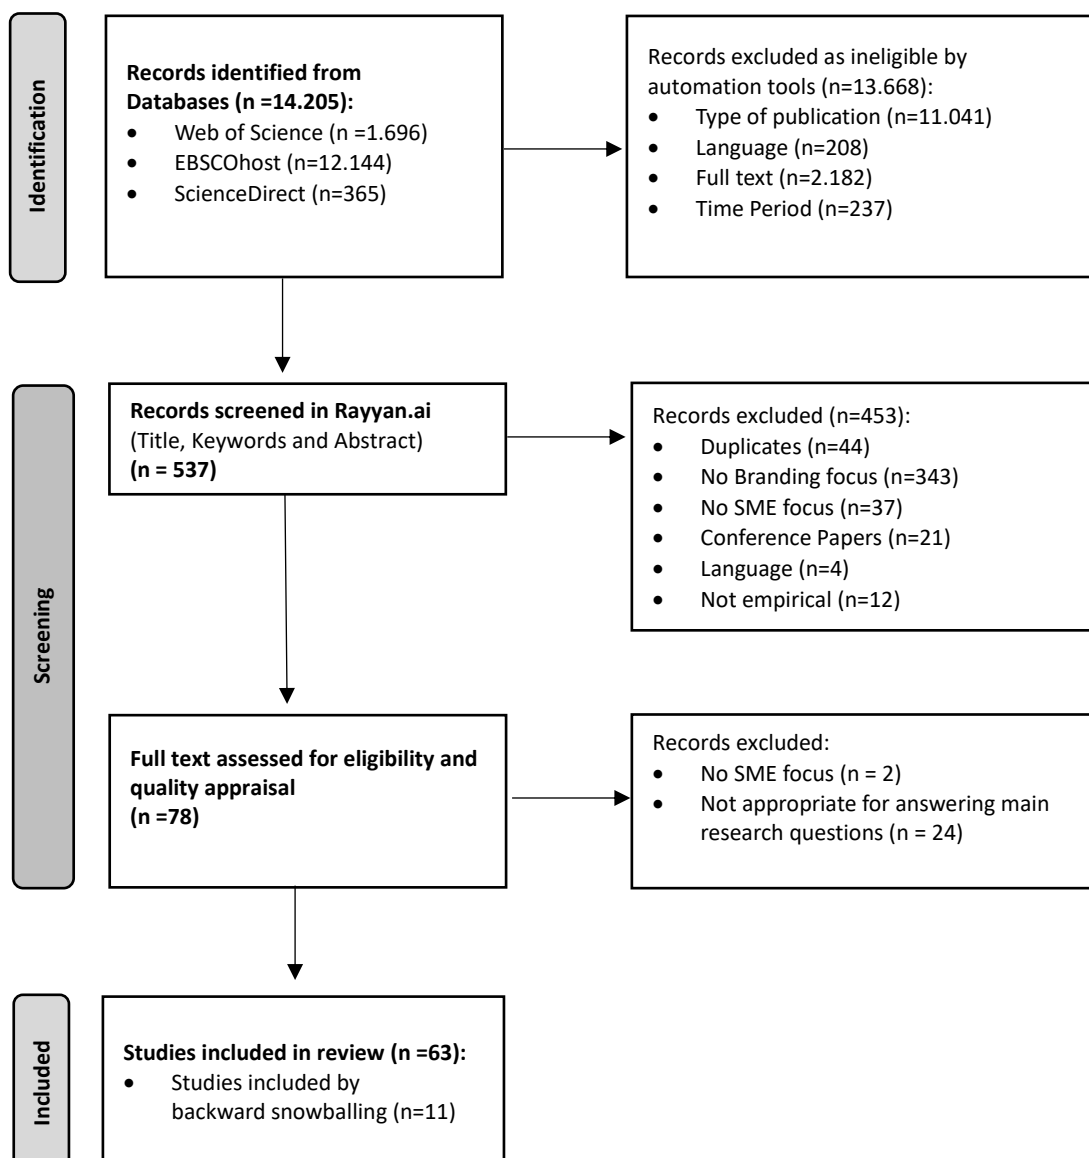 Identification
Records identified from
Databases (n =14.205):
• Web of Science (n =1.696)
• EBSCOhost (n=12.144)
• ScienceDirect (n=365)
Records excluded as ineligible by
automation tools (n=13.668):
• Type of publication (n=11.041)
• Language (n=208)
• Full text (n=2.182)
• Time Period (n=237)
Screening
Records screened in Rayyan.ai
(Title, Keywords and Abstract)
(n = 537)
Records excluded (n=453):
• Duplicates (n=44)
• No Branding focus (n=343)
• No SME focus (n=37)
• Conference Papers (n=21)
• Language (n=4)
• Not empirical (n=12)
Full text assessed for eligibility and
quality appraisal
(n =78)
Records excluded:
• No SME focus (n = 2)
• Not appropriate for answering main
research questions (n = 24)
Included
Studies included in review (n =63):
• Studies included by
backward snowballing (n=11)